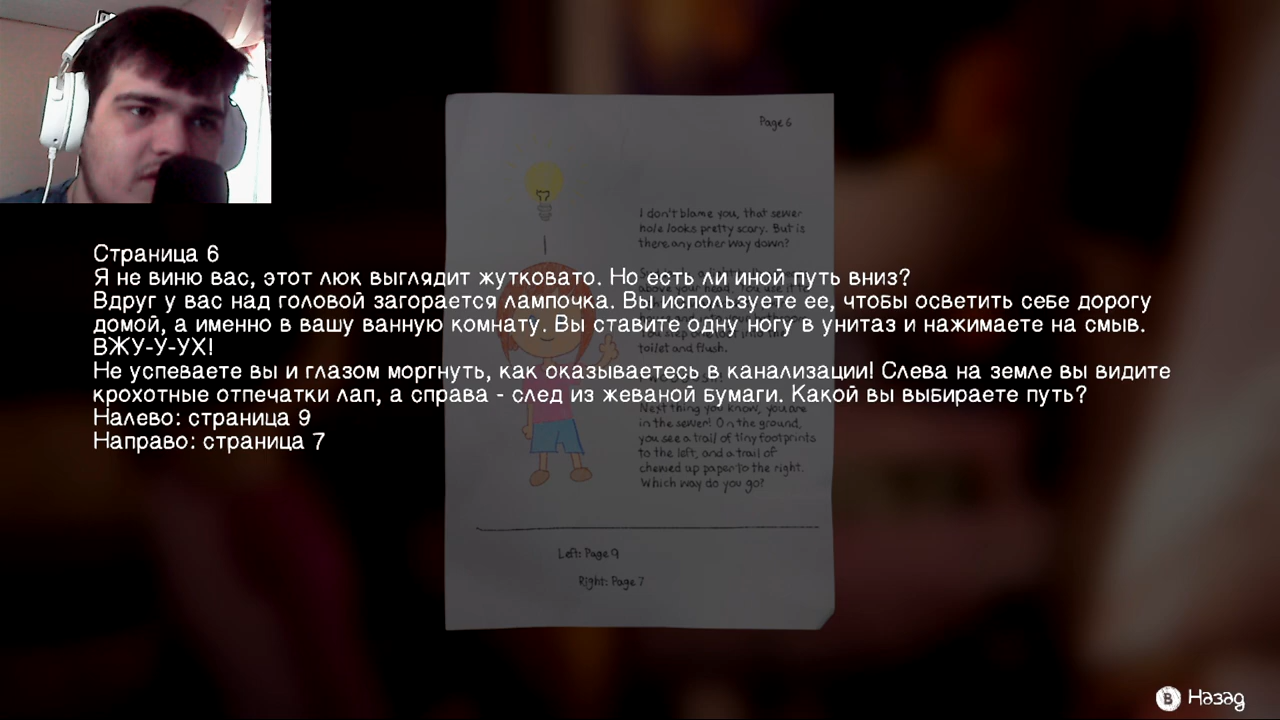 Page 6
I don't blame you, that sewer
hole looks pretty scary. But is
there any other way down?
Страница 6
Я не виню вас, этот люк выглядит жутковато. Но есть ли иной путь вниз?
Вдруг у вас над головой загорается лампочка. Вы используете ее, чтобы осветить себе дорогу
домой, а именно в вашу ванную комнату. Вы ставите одну ногу в унитаз и нажимаете на смыв.
ВЖУ-У-УХ!
Не успеваете вы и глазом моргнуть, как оказываетесь в канализации! Слева на земле вы видите
крохотные отпечатки лап, а справа - след из жеваной бумаги. Какой вы выбираете путь?
Налево: страница 9
Направо: страница 7
toilet and flush.
Next thing you know, you are
in the sewer! On the ground,
you see a trail of tiny footprints
to the left, and a trail of
chewed up paper to the right.
Which way do you go?
Left: Page 9
Right: Page 7
B Назад